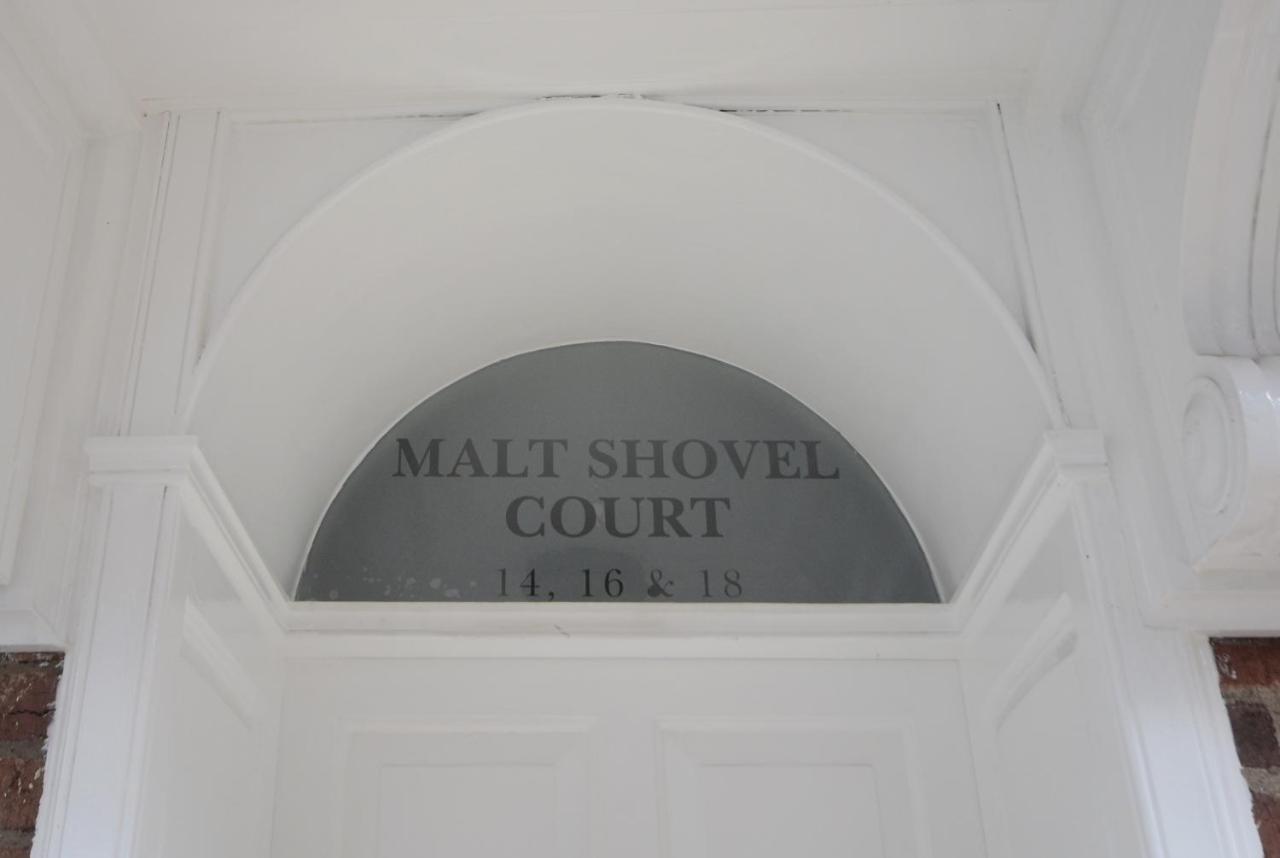 MALT SHOVEL
COURT
14, 16 & 18